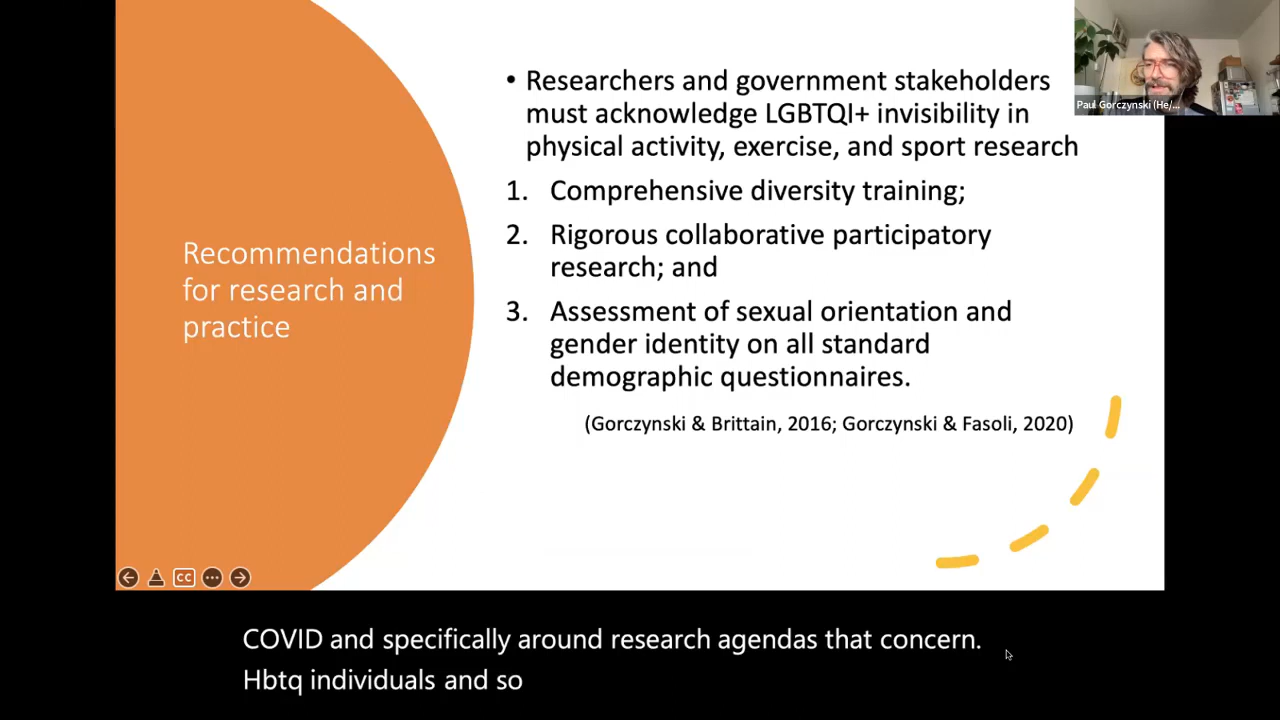 Recommendations
for research and
practice
• Researchers and government stakeholders
must acknowledge LGBTQI+ invisibility in
physical activity, exercise, and sport research
1. Comprehensive diversity training;
2. Rigorous collaborative participatory
research; and
3. Assessment of sexual orientation and
gender identity on all standard
demographic questionnaires.
(Gorczynski & Brittain, 2016; Gorczynski & Fasoli, 2020)
Paul Gorczynski (He/...
CC
COVID and specifically around research agendas that concern.
Hbtq individuals and so